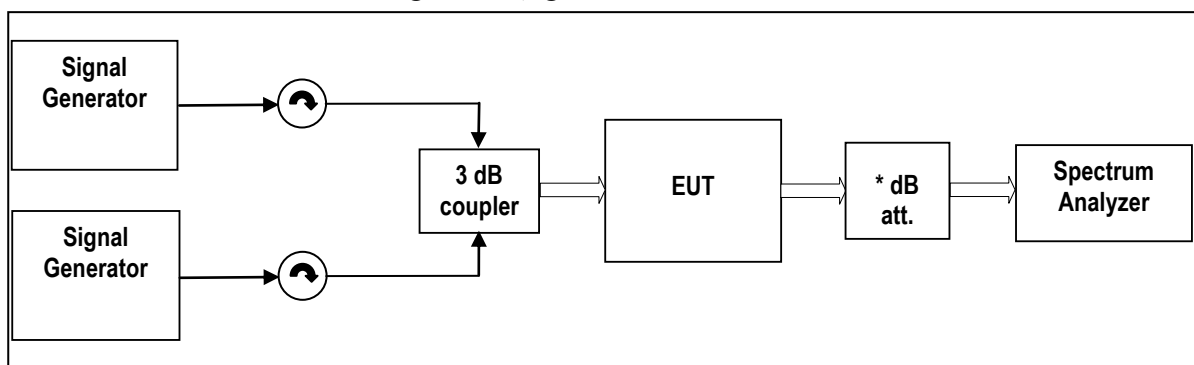 Signal
Generator
3 dB
coupler
EUT
* dB
att.
Spectrum
Analyzer
Signal
Generator